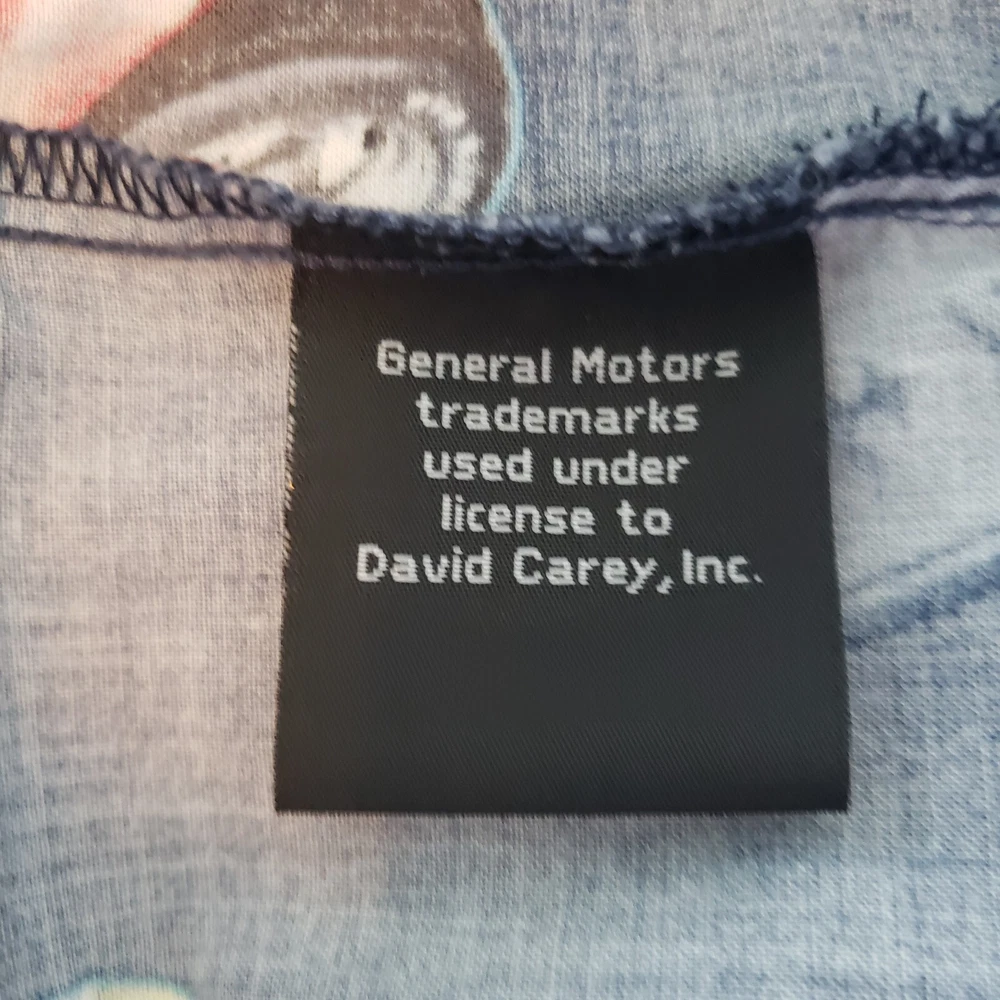 General Motors
trademarks
used under
license to
David Carey, Inc.